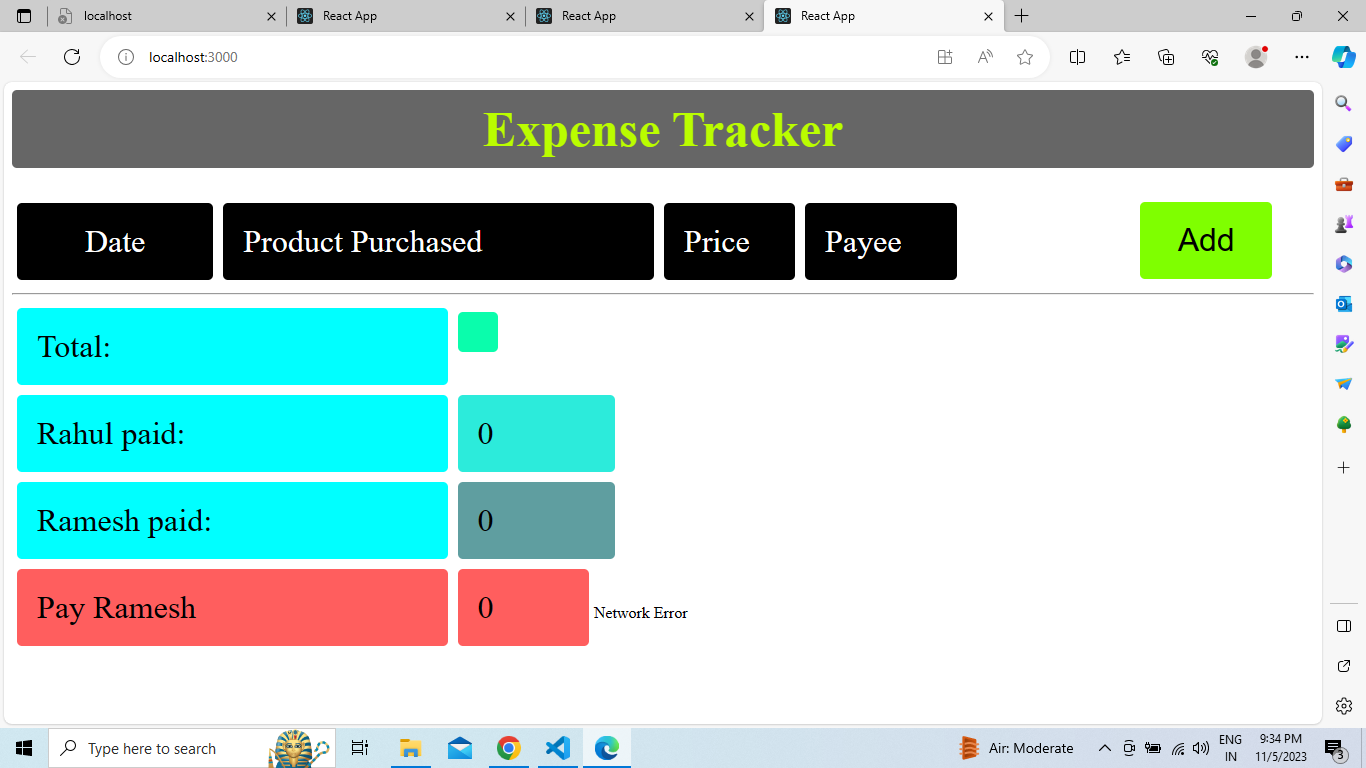 localhost
React App
React App
React App
localhost:3000
Expense Tracker
Date Product Purchased Price Payee Add
Total:
Rahul paid: 0
Ramesh paid: 0
Pay Ramesh 0 Network Error
Type here to search
Air: Moderate
ENG
IN
9:34 PM
11/5/2023
3